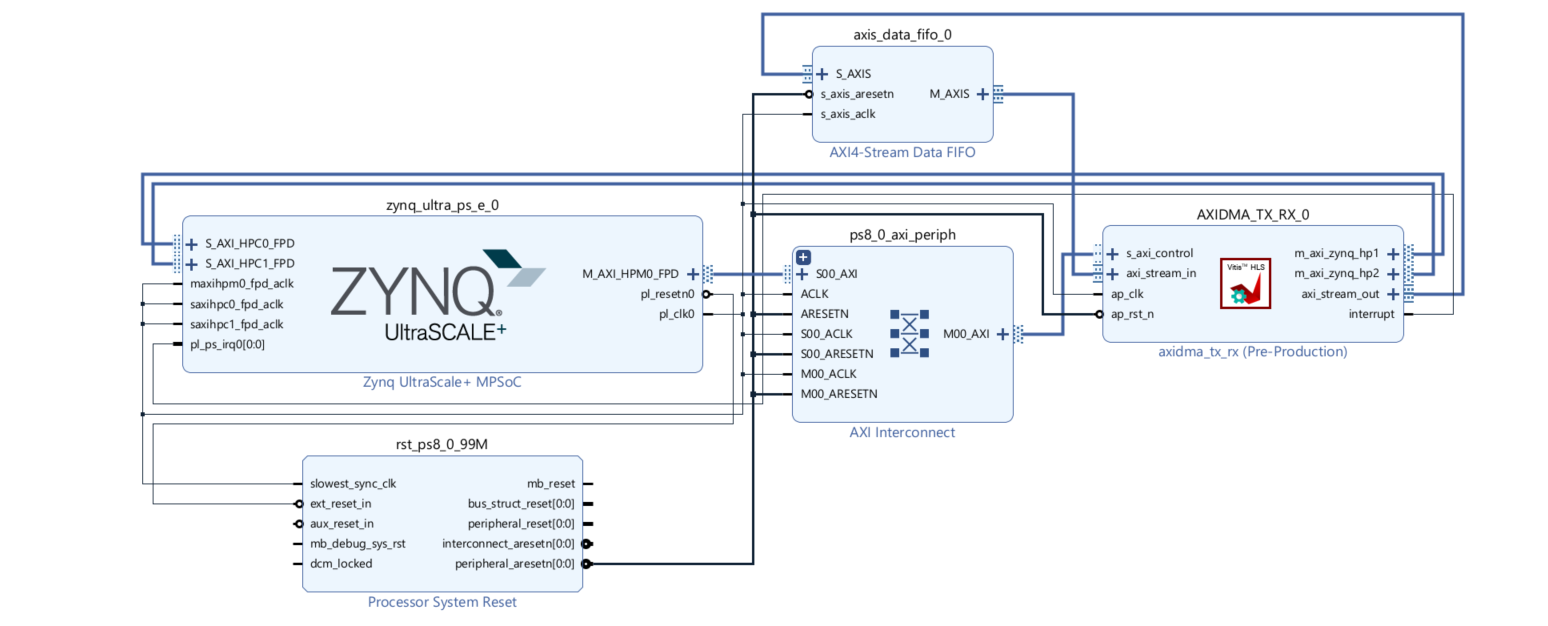 axis_data_fifo_0
S_AXIS
s_axis_aresetn
s_axis_aclk
M_AXIS
AXI4-Stream Data FIFO
zynq_ultra_ps_e_0
S_AXI_HPC0_FPD
S_AXI_HPC1_FPD
maxihpm0_fpd_aclk
saxihpc0_fpd_aclk
saxihpc1_fpd_aclk
pl_ps_irq0[0:0]
ZYNQ®
UltraSCALE+
M_AXI_HPM0_FPD
pl_resetn0
pl_clk0
Zynq UltraScale+ MPSoC
ps8_0_axi_periph
S00_AXI
ACLK
ARESETN
S00_ACLK
S00_ARESETN
M00_ACLK
M00_ARESETN
M00_AXI
AXI Interconnect
AXIDMA_TX_RX_0
s_axi_control
axi_stream_in
ap_clk
ap_rst_n
Vitis™ HLS
m_axi_zynq_hp1
m_axi_zynq_hp2
axi_stream_out
interrupt
axidma_tx_rx (Pre-Production)
rst_ps8_0_99M
slowest_sync_clk
ext_reset_in
aux_reset_in
mb_debug_sys_rst
dcm_locked
mb_reset
bus_struct_reset[0:0]
peripheral_reset[0:0]
interconnect_aresetn[0:0]
peripheral_aresetn[0:0]
Processor System Reset